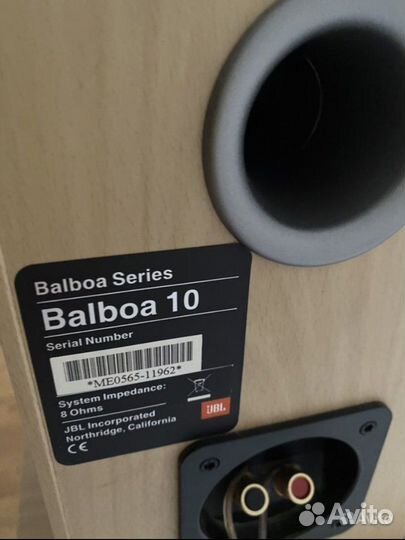 Balboa Series
Balboa 10
Serial Number
*ME0565-11962*
System Impedance:
8 Ohms
JBL
JBL Incorporated
Northridge, California
CE
Avito